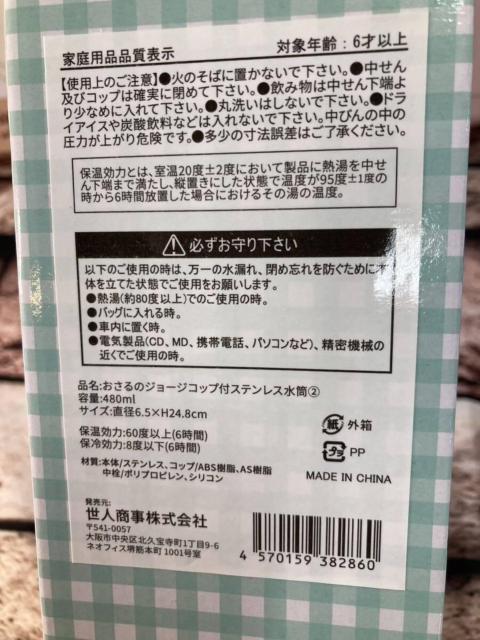 家庭用品品質表示
対象年齢:6才以上
【使用上のご注意】●火のそばに置かないで下さい。●中せん
及びコップは確実に閉めて下さい。●飲み物は中せん下端よ
り少なめに入れて下さい。●丸洗いはしないで下さい。●ドラ
イアイスや炭酸飲料などは入れないで下さい。中びんの中の
圧力が上がり危険です。●多少の寸法誤差はご了承ください。
保温効力とは、室温20度±2度において製品に熱湯を中せ
ん下端まで満たし、縦置きにした状態で温度が95度±1度の
時から6時間放置した場合におけるその湯の温度。
必ずお守り下さい
以下のご使用の時は、万一の水漏れ、閉め忘れを防ぐために本
体を立てた状態でご使用をお願いします。
●熱湯(約80度以上)でのご使用。
●バッグに入れる時。
●車内に置く時。
●電気製品(CD、MD、携帯電話、パソコンなど)、精密機械の
近くでご使用の時。
品名:おさるのジョージコップ付ステンレス水筒②
容量:480ml
サイズ:直径6.5×H24.8cm
保温効力:60度以上(6時間)
保冷効力:8度以下(6時間)
材質:本体/ステンレス、コップ/ABS樹脂、AS樹脂
中栓/ポリプロピレン、シリコン
紙 外箱
プラ PP
MADE IN CHINA
発売元:
世人商事株式会社
〒541-0057
大阪市中央区北久宝寺町1丁目9-6
ネオフィス堺筋本町1001号室
4 570159 382860